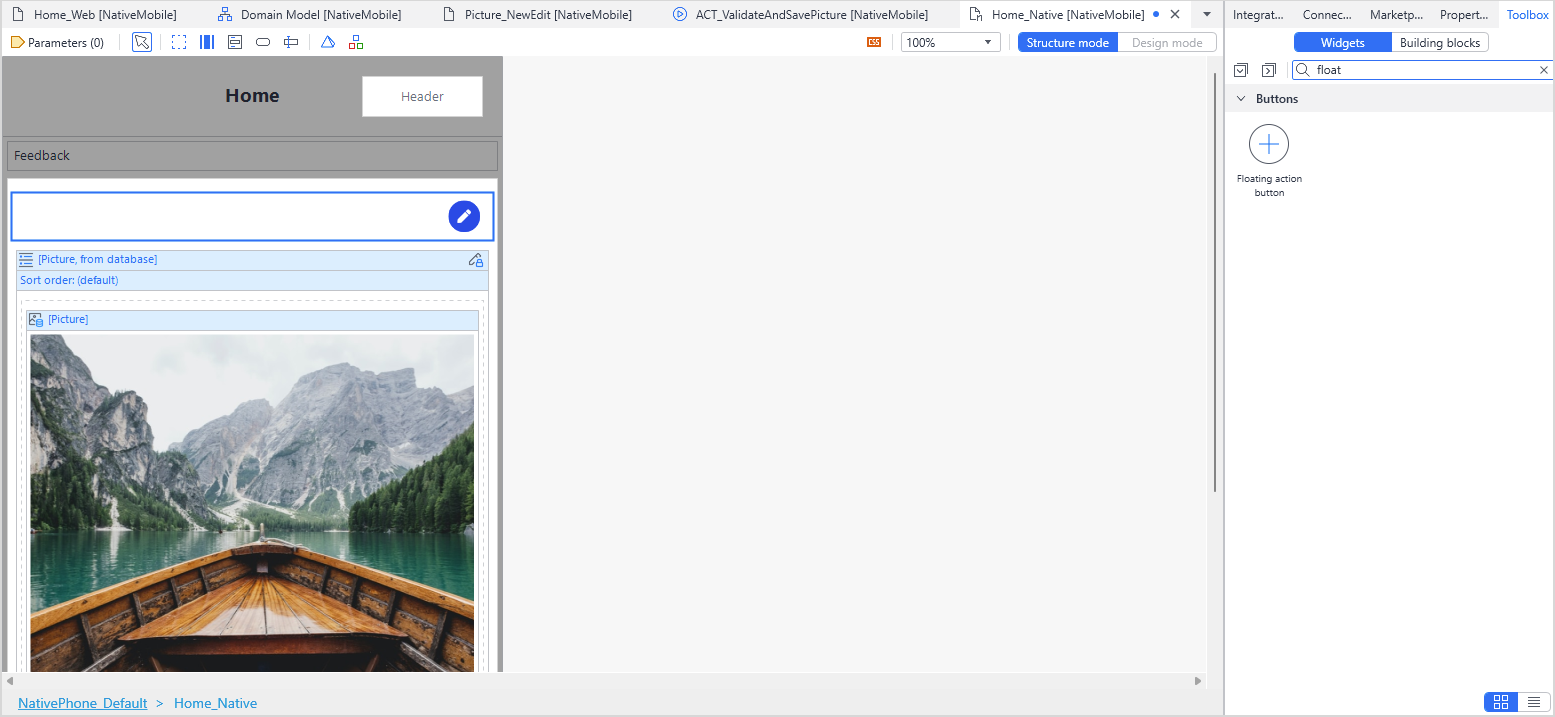 Home_Web [NativeMobile]
Domain Model [NativeMobile]
Picture_NewEdit [NativeMobile]
ACT_ValidateAndSavePicture [NativeMobile]
Home_Native [NativeMobile]
Integrat...
Connec...
Marketp...
Propert...
Toolbox
Parameters (0)
CSS
100%
Structure mode
Design mode
Widgets
Building blocks
float
Home
Header
Buttons
Floating action
button
Feedback
[Picture, from database]
Sort order: (default)
[Picture]
NativePhone_Default > Home_Native